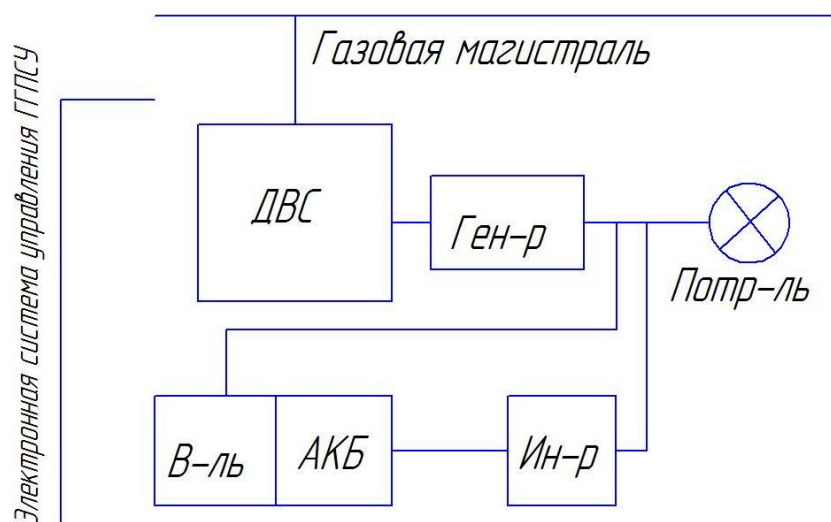 Электронная система управления ГГПСУ
Газовая магистраль
ДВС
Ген-р
Потр-ль
В-ль
АКБ
Ин-р